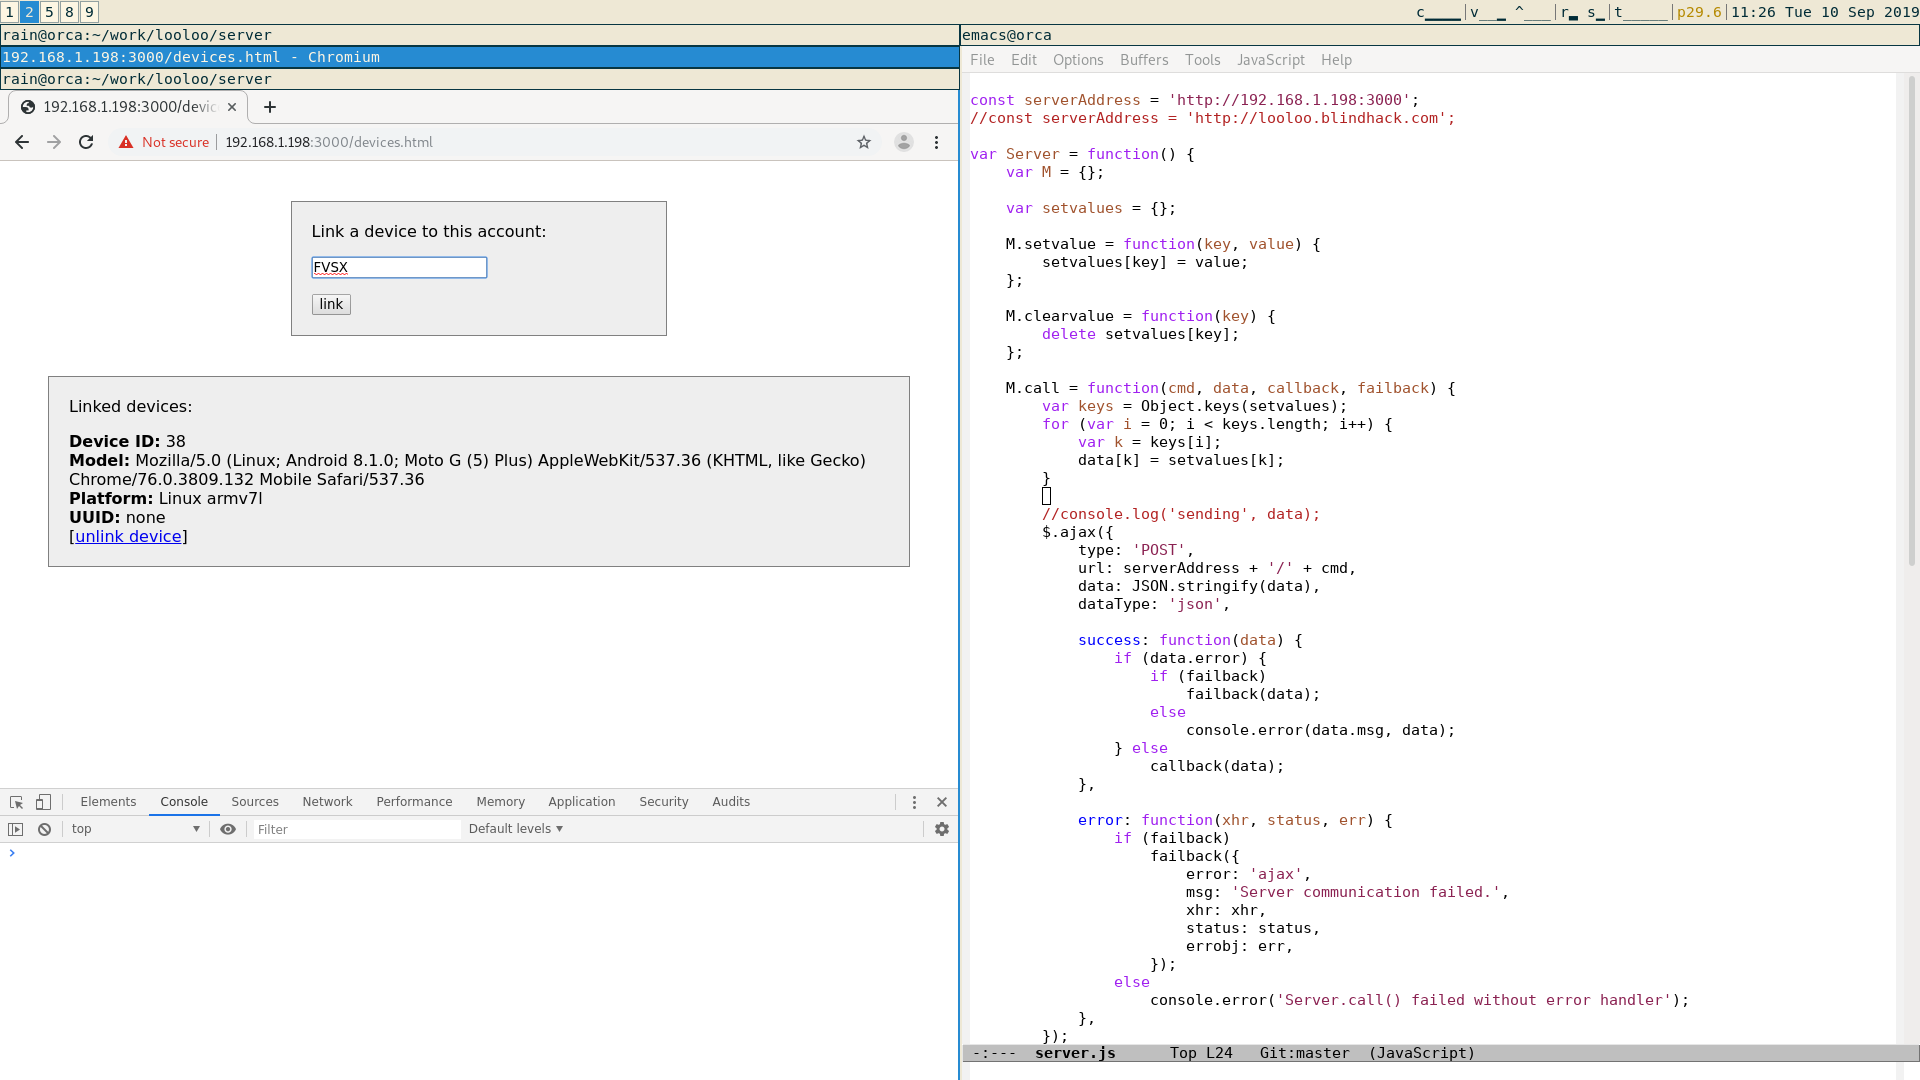 1 2 5 8 9
c____ v____ ^____ r_ s_ t_____ p29.6 11:26 Tue 10 Sep 2019
rain@orca:~/work/looloo/server
192.168.1.198:3000/devices.html - Chromium
rain@orca:~/work/looloo/server
192.168.1.198:3000/devic
Not secure 192.168.1.198:3000/devices.html
Link a device to this account:
FVSX
link
Linked devices:
Device ID: 38
Model: Mozilla/5.0 (Linux; Android 8.1.0; Moto G (5) Plus) AppleWebKit/537.36 (KHTML, like Gecko)
Chrome/76.0.3809.132 Mobile Safari/537.36
Platform: Linux armv7l
UUID: none
[unlink device]
Elements Console Sources Network Performance Memory Application Security Audits
top Filter Default levels
emacs@orca
File Edit Options Buffers Tools JavaScript Help
const serverAddress = 'http://192.168.1.198:3000';
//const serverAddress = 'http://looloo.blindhack.com';
var Server = function() {
    var M = {};
    var setvalues = {};
    M.setvalue = function(key, value) {
        setvalues[key] = value;
    };
    M.clearvalue = function(key) {
        delete setvalues[key];
    };
    M.call = function(cmd, data, callback, failback) {
        var keys = Object.keys(setvalues);
        for (var i = 0; i < keys.length; i++) {
            var k = keys[i];
            data[k] = setvalues[k];
        }
        //console.log('sending', data);
        $.ajax({
            type: 'POST',
            url: serverAddress + '/' + cmd,
            data: JSON.stringify(data),
            dataType: 'json',
            success: function(data) {
                if (data.error) {
                    if (failback)
                        failback(data);
                    else
                        console.error(data.msg, data);
                } else
                    callback(data);
            },
            error: function(xhr, status, err) {
                if (failback)
                    failback({
                        error: 'ajax',
                        msg: 'Server communication failed.',
                        xhr: xhr,
                        status: status,
                        errobj: err,
                    });
                else
                    console.error('Server.call() failed without error handler');
            },
        });
-:--- server.js Top L24 Git:master (JavaScript)